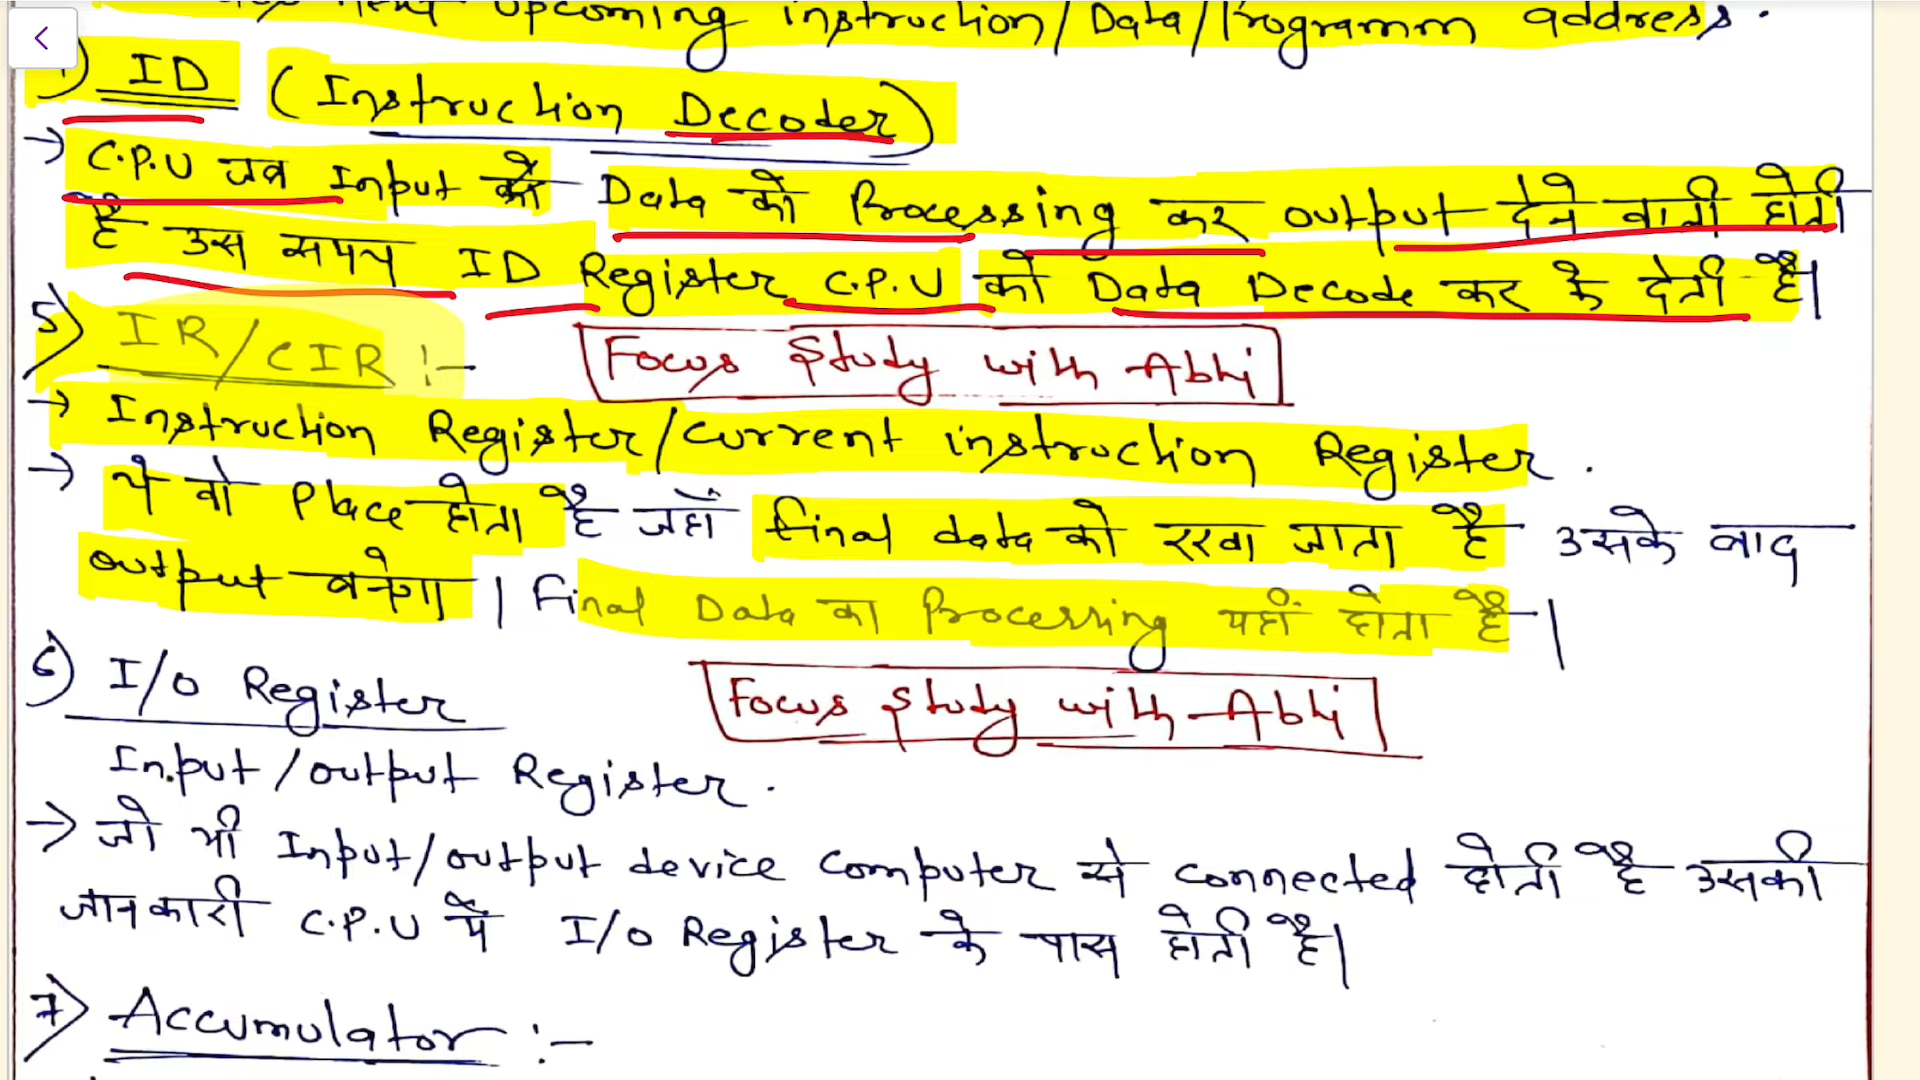 next upcoming instruction/Data/Programm address.
ID (Instruction Decoder)
→ C.P.U जब Input को Data को Processing कर output देने वाली होती
है उस समय ID Register C.P.U को Data Decode कर के देती है।
5) IR/CIR :-
Focus Study with Abhi
→ Instruction Register/current instruction Register.
→ ये वो Place होता है जहाँ final data को रखा जाता है उसके बाद
output बनेगा। Final Data का Processing यहीं होता है।
6) I/O Register
Focus Study with Abhi
Input/output Register.
→ जो भी Input/output device computer से connected होती है उसकी
जानकारी C.P.U में I/O Register के पास होती है।
7) Accumulator :-